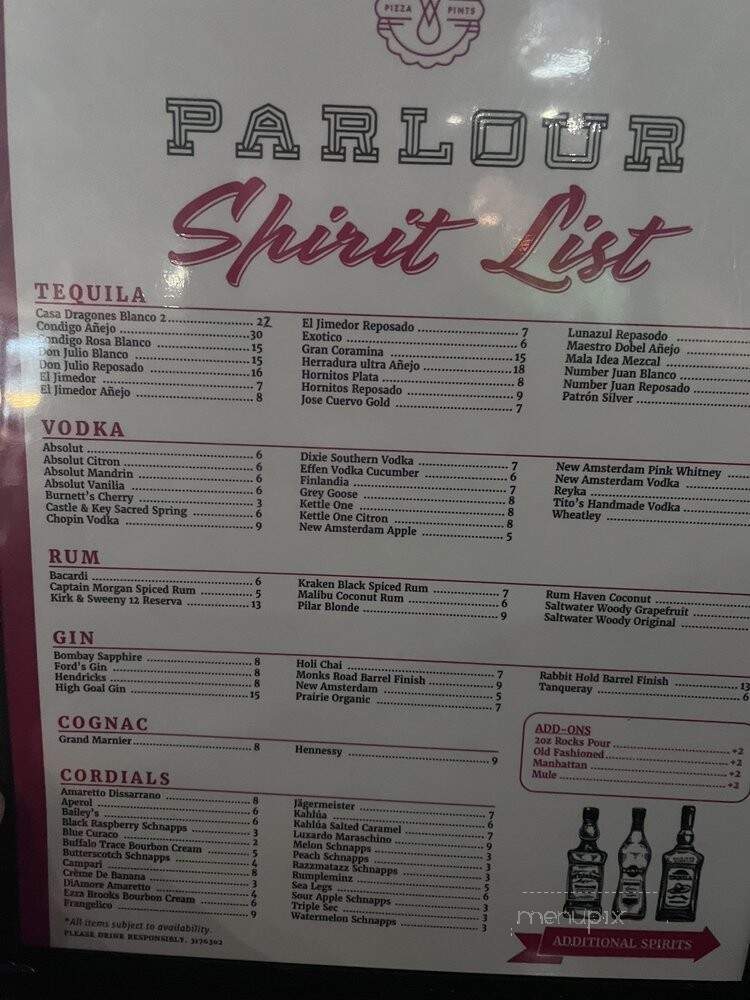 PIZZA PINTS
PARLOUR
Spirit List
TEQUILA
Casa Dragones Blanco 2 27
Condigo Añejo 30
Condigo Rosa Blanco 15
Don Julio Blanco 15
Don Julio Reposado 16
El Jimedor 7
El Jimedor Añejo 8
El Jimedor Reposado 7
Exotico 6
Gran Coramina 15
Herradura ultra Añejo 18
Hornitos Plata 8
Hornitos Reposado 9
Jose Cuervo Gold 7
Lunazul Repasodo
Maestro Dobel Añejo
Mala Idea Mezcal
Number Juan Blanco
Number Juan Reposado
Patrón Silver
VODKA
Absolut 6
Absolut Citron 6
Absolut Mandrin 6
Absolut Vanilia 6
Burnett's Cherry 3
Castle & Key Sacred Spring 6
Chopin Vodka 9
Dixie Southern Vodka 7
Effen Vodka Cucumber 6
Finlandia 7
Grey Goose 8
Kettle One 8
Kettle One Citron 8
New Amsterdam Apple 5
New Amsterdam Pink Whitney
New Amsterdam Vodka
Reyka
Tito's Handmade Vodka
Wheatley
RUM
Bacardi 6
Captain Morgan Spiced Rum 5
Kirk & Sweeny 12 Reserva 13
Kraken Black Spiced Rum 7
Malibu Coconut Rum 6
Pilar Blonde 9
Rum Haven Coconut
Saltwater Woody Grapefruit
Saltwater Woody Original
GIN
Bombay Sapphire 8
Ford's Gin 8
Hendricks 8
High Goal Gin 15
Holi Chai 7
Monks Road Barrel Finish 9
New Amsterdam 5
Prairie Organic 7
Rabbit Hold Barrel Finish 13
Tanqueray 6
COGNAC
Grand Marnier 8
Hennessy 9
ADD-ONS
2oz Rocks Pour +2
Old Fashioned +2
Manhattan +2
Mule +2
CORDIALS
Amaretto Dissarrano 8
Aperol 6
Bailey's 6
Black Raspberry Schnapps 3
Blue Curaco 2
Buffalo Trace Bourbon Cream 5
Butterscotch Schnapps 4
Campari 8
Crème De Banana 3
DiAmore Amaretto 4
Ezza Brooks Bourbon Cream 6
Frangelico 9
Jägermeister 7
Kahlúa 7
Kahlúa Salted Caramel 7
Luxardo Maraschino 9
Melon Schnapps 3
Peach Schnapps 3
Razzmatazz Schnapps 3
Rumpleminz 5
Sea Legs 6
Sour Apple Schnapps 3
Triple Sec 3
Watermelon Schnapps 3
*All items subject to availability.
PLEASE DRINK RESPONSIBLY. 3176302
menupix
ADDITIONAL SPIRITS